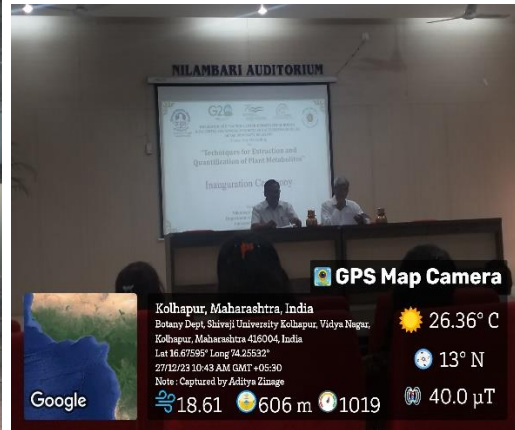 NILAMBARI AUDITORIUM
G20
"Techniques for Extraction and
Quantification of Plant Metabolites"
Inauguration Ceremony
GPS Map Camera
Kolhapur, Maharashtra, India
Botany Dept, Shivaji University Kolhapur, Vidya Nagar,
Kolhapur, Maharashtra 416004, India
Lat 16.67595° Long 74.25532°
27/12/23 10:43 AM GMT +05:30
Note : Captured by Aditya Zinage
Google
18.61
606 m
1019
26.36° C
13° N
40.0 µT